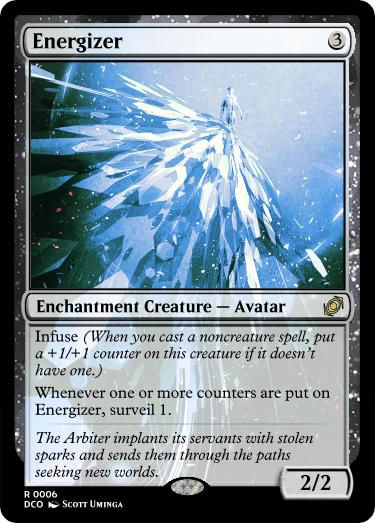 Energizer 3
Enchantment Creature — Avatar
Infuse (When you cast a noncreature spell, put
a +1/+1 counter on this creature if it doesn't
have one.)
Whenever one or more counters are put on
Energizer, surveil 1.
The Arbiter implants its servants with stolen
sparks and sends them through the paths
seeking new worlds.
2/2
R 0006
DCO Scott Uminga